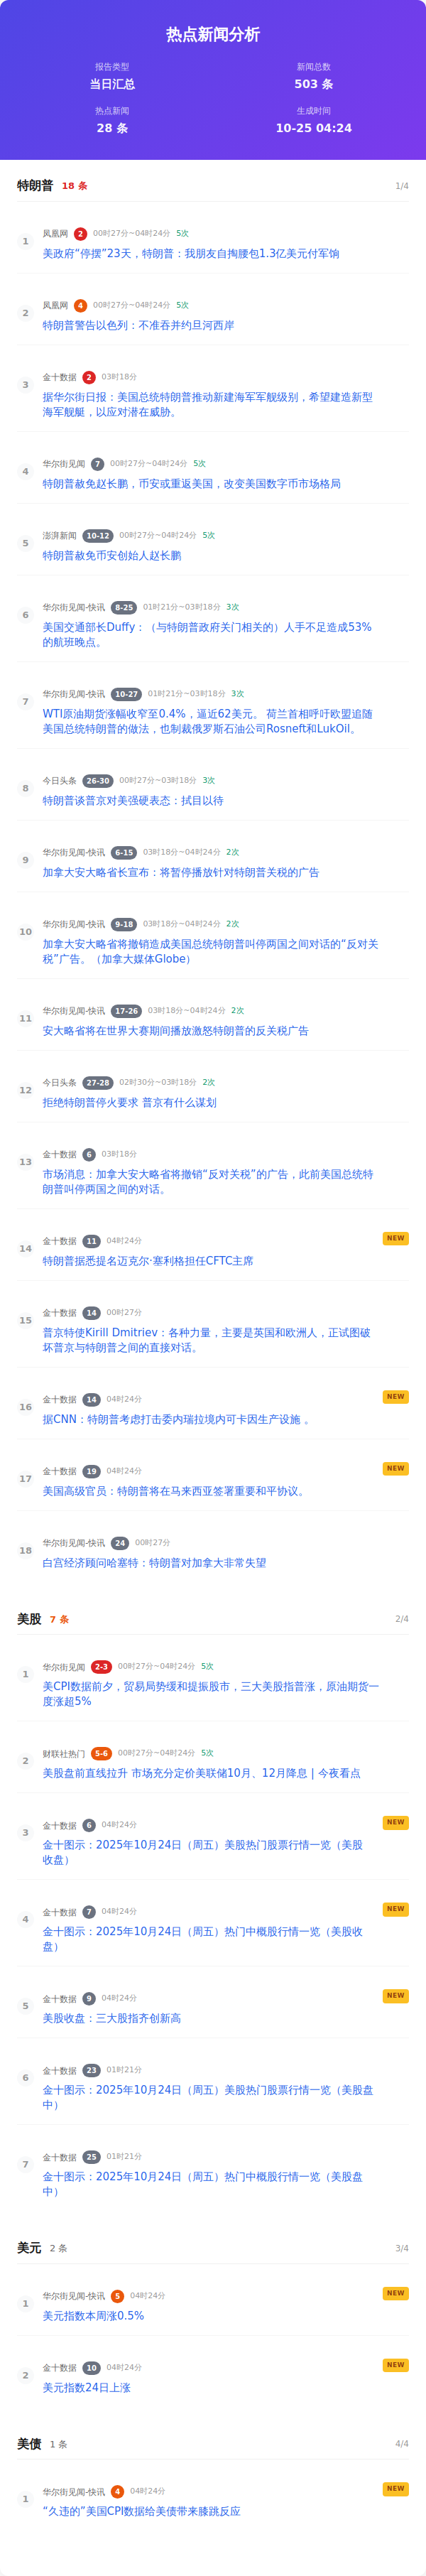 热点新闻分析
报告类型
当日汇总
新闻总数
503 条
热点新闻
28 条
生成时间
10-25 04:24
特朗普 18 条 1/4
1
凤凰网 2 00时27分~04时24分 5次
美政府“停摆”23天，特朗普：我朋友自掏腰包1.3亿美元付军饷
2
凤凰网 4 00时27分~04时24分 5次
特朗普警告以色列：不准吞并约旦河西岸
3
金十数据 2 03时18分
据华尔街日报：美国总统特朗普推动新建海军军舰级别，希望建造新型
海军舰艇，以应对潜在威胁。
4
华尔街见闻 7 00时27分~04时24分 5次
特朗普赦免赵长鹏，币安或重返美国，改变美国数字货币市场格局
5
澎湃新闻 10-12 00时27分~04时24分 5次
特朗普赦免币安创始人赵长鹏
6
华尔街见闻-快讯 8-25 01时21分~03时18分 3次
美国交通部长Duffy：（与特朗普政府关门相关的）人手不足造成53%
的航班晚点。
7
华尔街见闻-快讯 10-27 01时21分~03时18分 3次
WTI原油期货涨幅收窄至0.4%，逼近62美元。 荷兰首相呼吁欧盟追随
美国总统特朗普的做法，也制裁俄罗斯石油公司Rosneft和LukOil。
8
今日头条 26-30 00时27分~03时18分 3次
特朗普谈普京对美强硬表态：拭目以待
9
华尔街见闻-快讯 6-15 03时18分~04时24分 2次
加拿大安大略省长宣布：将暂停播放针对特朗普关税的广告
10
华尔街见闻-快讯 9-18 03时18分~04时24分 2次
加拿大安大略省将撤销造成美国总统特朗普叫停两国之间对话的“反对关
税”广告。（加拿大媒体Globe）
11
华尔街见闻-快讯 17-26 03时18分~04时24分 2次
安大略省将在世界大赛期间播放激怒特朗普的反关税广告
12
今日头条 27-28 02时30分~03时18分 2次
拒绝特朗普停火要求 普京有什么谋划
13
金十数据 6 03时18分
市场消息：加拿大安大略省将撤销“反对关税”的广告，此前美国总统特
朗普叫停两国之间的对话。
14
金十数据 11 04时24分 NEW
特朗普据悉提名迈克尔·塞利格担任CFTC主席
15
金十数据 14 00时27分
普京特使Kirill Dmitriev：各种力量，主要是英国和欧洲人，正试图破
坏普京与特朗普之间的直接对话。
16
金十数据 14 04时24分 NEW
据CNN：特朗普考虑打击委内瑞拉境内可卡因生产设施 。
17
金十数据 19 04时24分 NEW
美国高级官员：特朗普将在马来西亚签署重要和平协议。
18
华尔街见闻-快讯 24 00时27分
白宫经济顾问哈塞特：特朗普对加拿大非常失望
美股 7 条 2/4
1
华尔街见闻 2-3 00时27分~04时24分 5次
美CPI数据前夕，贸易局势缓和提振股市，三大美股指普涨，原油期货一
度涨超5%
2
财联社热门 5-6 00时27分~04时24分 5次
美股盘前直线拉升 市场充分定价美联储10月、12月降息 | 今夜看点
3
金十数据 6 04时24分 NEW
金十图示：2025年10月24日（周五）美股热门股票行情一览（美股
收盘）
4
金十数据 7 04时24分 NEW
金十图示：2025年10月24日（周五）热门中概股行情一览（美股收
盘）
5
金十数据 9 04时24分 NEW
美股收盘：三大股指齐创新高
6
金十数据 23 01时21分
金十图示：2025年10月24日（周五）美股热门股票行情一览（美股盘
中）
7
金十数据 25 01时21分
金十图示：2025年10月24日（周五）热门中概股行情一览（美股盘
中）
美元 2 条 3/4
1
华尔街见闻-快讯 5 04时24分 NEW
美元指数本周涨0.5%
2
金十数据 10 04时24分 NEW
美元指数24日上涨
美债 1 条 4/4
1
华尔街见闻-快讯 4 04时24分 NEW
“久违的”美国CPI数据给美债带来膝跳反应